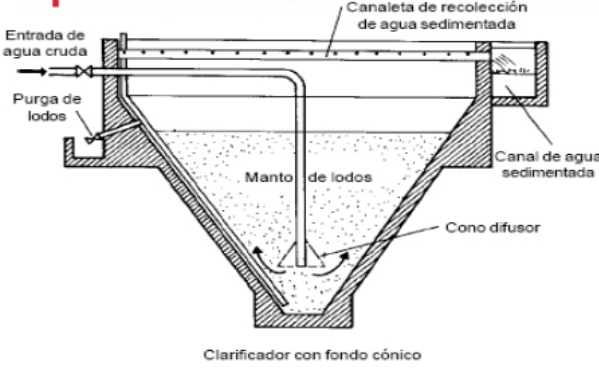 Canaleta de recolección
de agua sedimentada
Entrada de
agua cruda
Purga de
lodos
Canal de agua
sedimentada
Manto de lodos
Cono difusor
Clarificador con fondo cónico